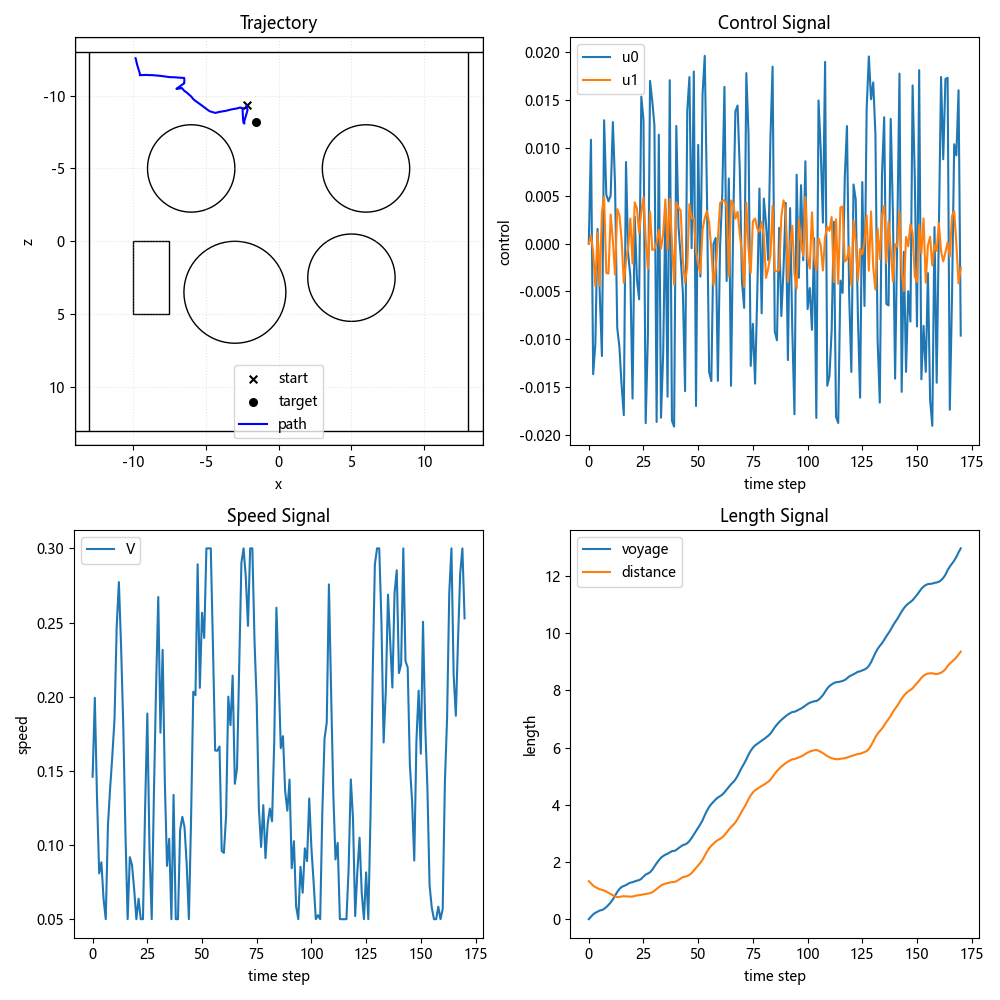 Trajectory
-10
-5
0
5
10
z
-10
-5
0
5
10
x
start
target
path
Control Signal
0.020
0.015
0.010
0.005
0.000
-0.005
-0.010
-0.015
-0.020
control
u0
u1
0
25
50
75
100
125
150
175
time step
Speed Signal
0.30
0.25
0.20
0.15
0.10
0.05
speed
V
0
25
50
75
100
125
150
175
time step
Length Signal
12
10
8
6
4
2
0
length
voyage
distance
0
25
50
75
100
125
150
175
time step